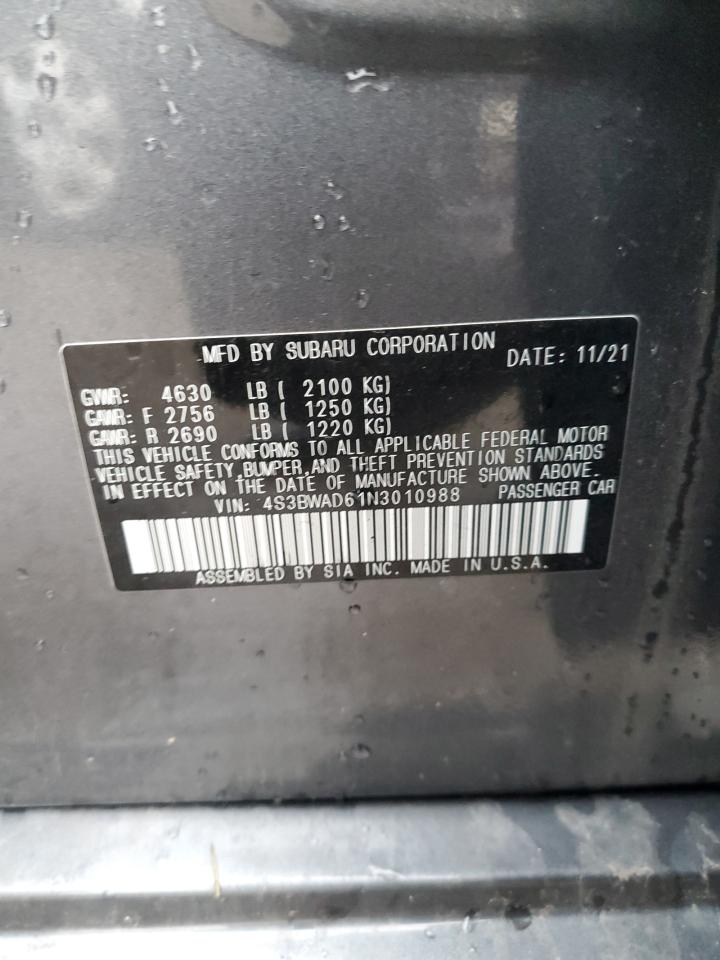 MFD BY SUBARU CORPORATION DATE: 11/21
GVWR: 4630 LB ( 2100 KG)
GAWR: F 2756 LB ( 1250 KG)
GAWR: R 2690 LB ( 1220 KG)
THIS VEHICLE CONFORMS TO ALL APPLICABLE FEDERAL MOTOR
VEHICLE SAFETY, BUMPER, AND THEFT PREVENTION STANDARDS
IN EFFECT ON THE DATE OF MANUFACTURE SHOWN ABOVE.
VIN: 4S3BWAD61N3010988 PASSENGER CAR
ASSEMBLED BY SIA INC. MADE IN U.S.A.